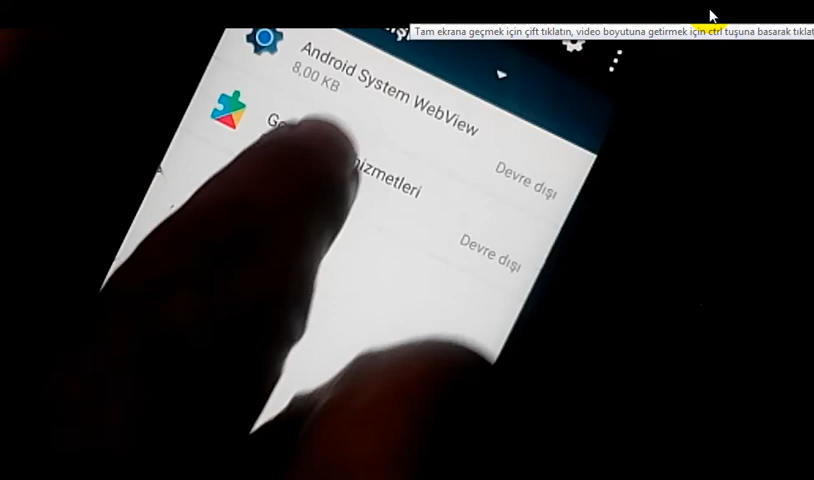 Tam ekrana geçmek için çift tıklatın, video boyutuna getirmek için ctrl tuşuna basarak tıklat
Android System WebView
8,00 KB
Devre dışı
hizmetleri
Devre dışı